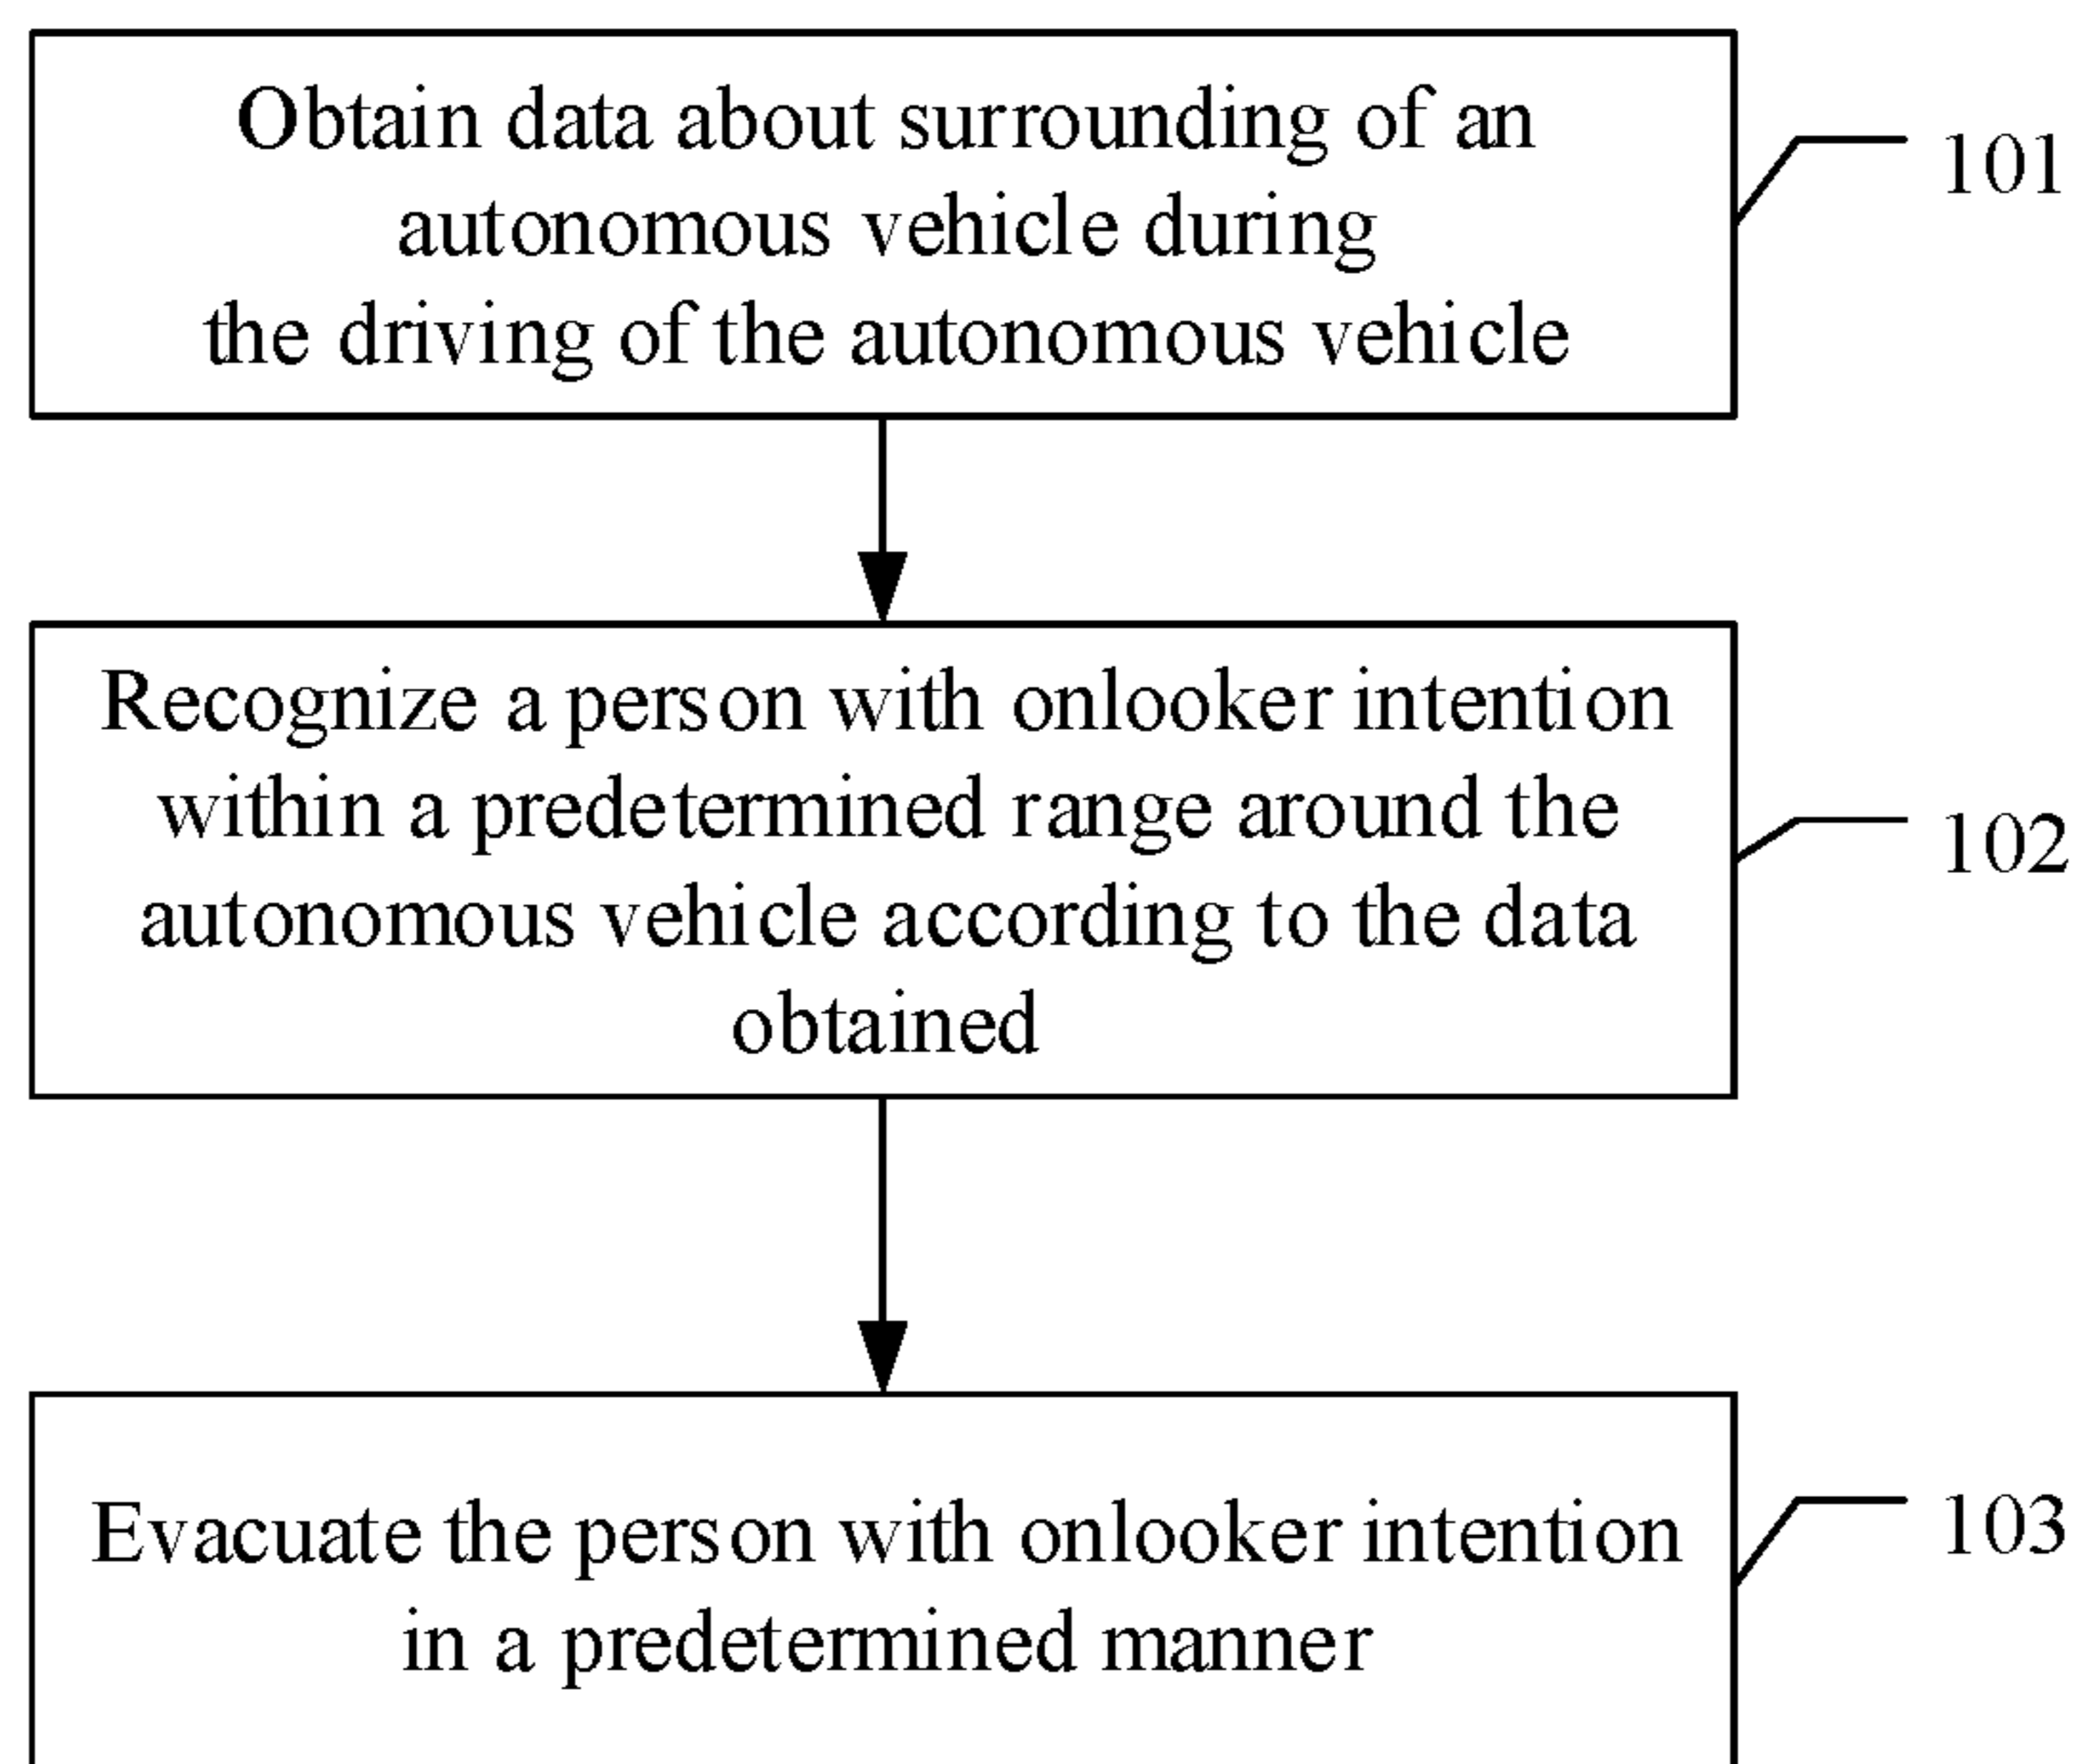 Obtain data about surrounding of an
autonomous vehicle during
the driving of the autonomous vehicle
101
Recognize a person with onlooker intention
within a predetermined range around the
autonomous vehicle according to the data
obtained
102
Evacuate the person with onlooker intention
in a predetermined manner
103